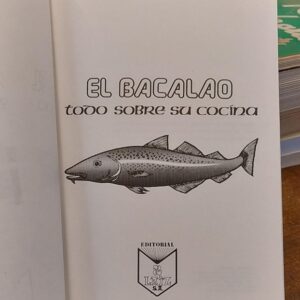 EL BACALAO
todo sobre su cocina
EDITORIAL
S.A.